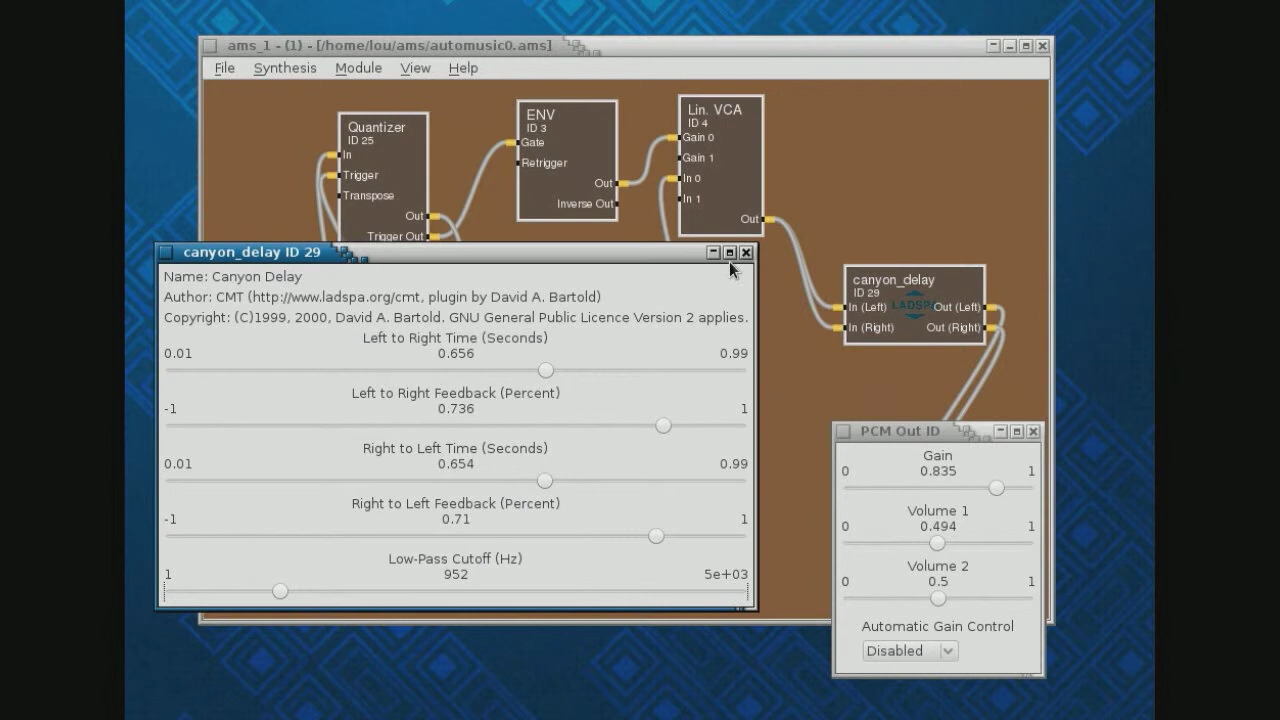 ams_1 - (1) - [/home/lou/ams/automusic0.ams]
File Synthesis Module View Help
Quantizer
ID 25
In
Trigger
Transpose
Out
Trigger Out
ENV
ID 3
Gate
Retrigger
Out
Inverse Out
Lin. VCA
ID 4
Gain 0
Gain 1
In 0
In 1
Out
canyon_delay
ID 29
LADSPA
In (Left) Out (Left)
In (Right) Out (Right)
canyon_delay ID 29
Name: Canyon Delay
Author: CMT (http://www.ladspa.org/cmt, plugin by David A. Bartold)
Copyright: (C)1999, 2000, David A. Bartold. GNU General Public Licence Version 2 applies.
Left to Right Time (Seconds)
0.01 0.656 0.99
Left to Right Feedback (Percent)
-1 0.736 1
Right to Left Time (Seconds)
0.01 0.654 0.99
Right to Left Feedback (Percent)
-1 0.71 1
Low-Pass Cutoff (Hz)
1 952 5e+03
PCM Out ID
Gain
0 0.835 1
Volume 1
0 0.494 1
Volume 2
0 0.5 1
Automatic Gain Control
Disabled